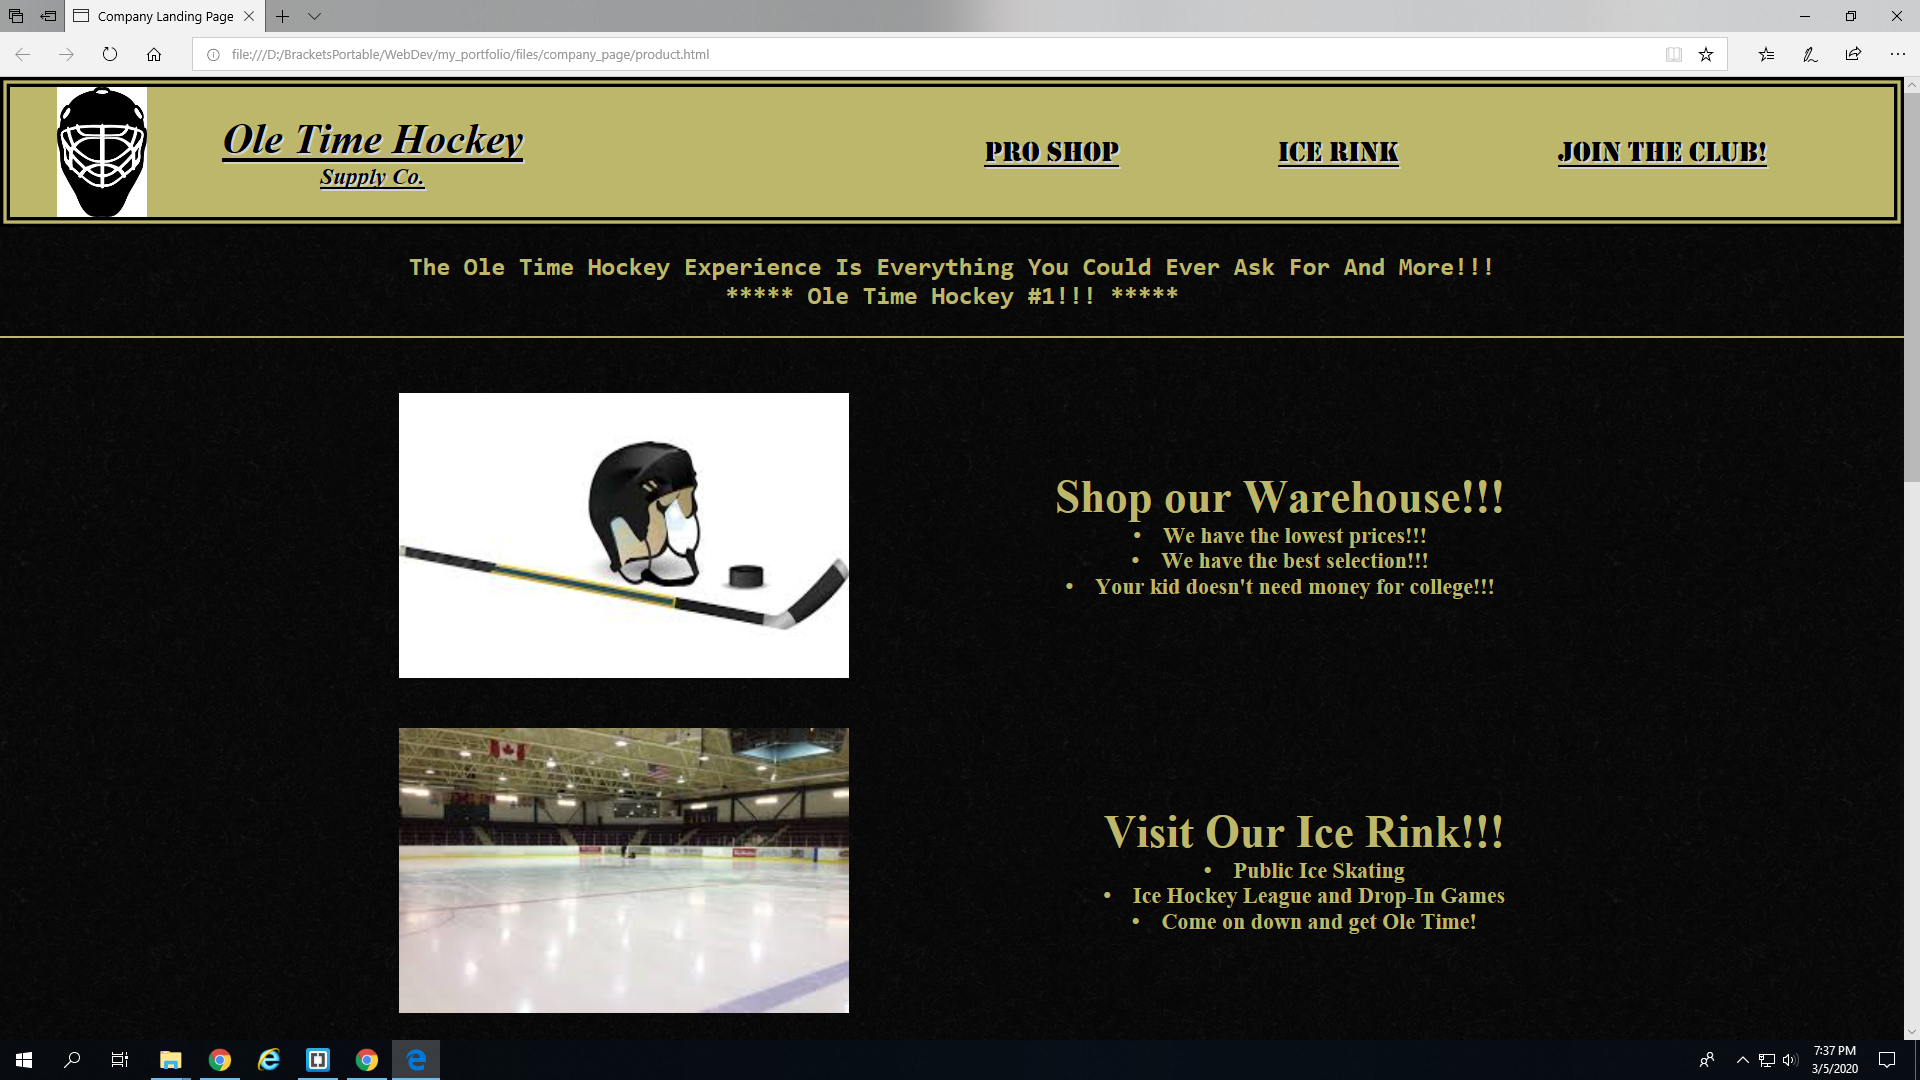 Company Landing Page
file:///D:/BracketsPortable/WebDev/my_portfolio/files/company_page/product.html
Ole Time Hockey
Supply Co.
PRO SHOP
ICE RINK
JOIN THE CLUB!
The Ole Time Hockey Experience Is Everything You Could Ever Ask For And More!!!
***** Ole Time Hockey #1!!! *****
Shop our Warehouse!!!
• We have the lowest prices!!!
• We have the best selection!!!
• Your kid doesn't need money for college!!!
Visit Our Ice Rink!!!
• Public Ice Skating
• Ice Hockey League and Drop-In Games
• Come on down and get Ole Time!
7:37 PM
3/5/2020